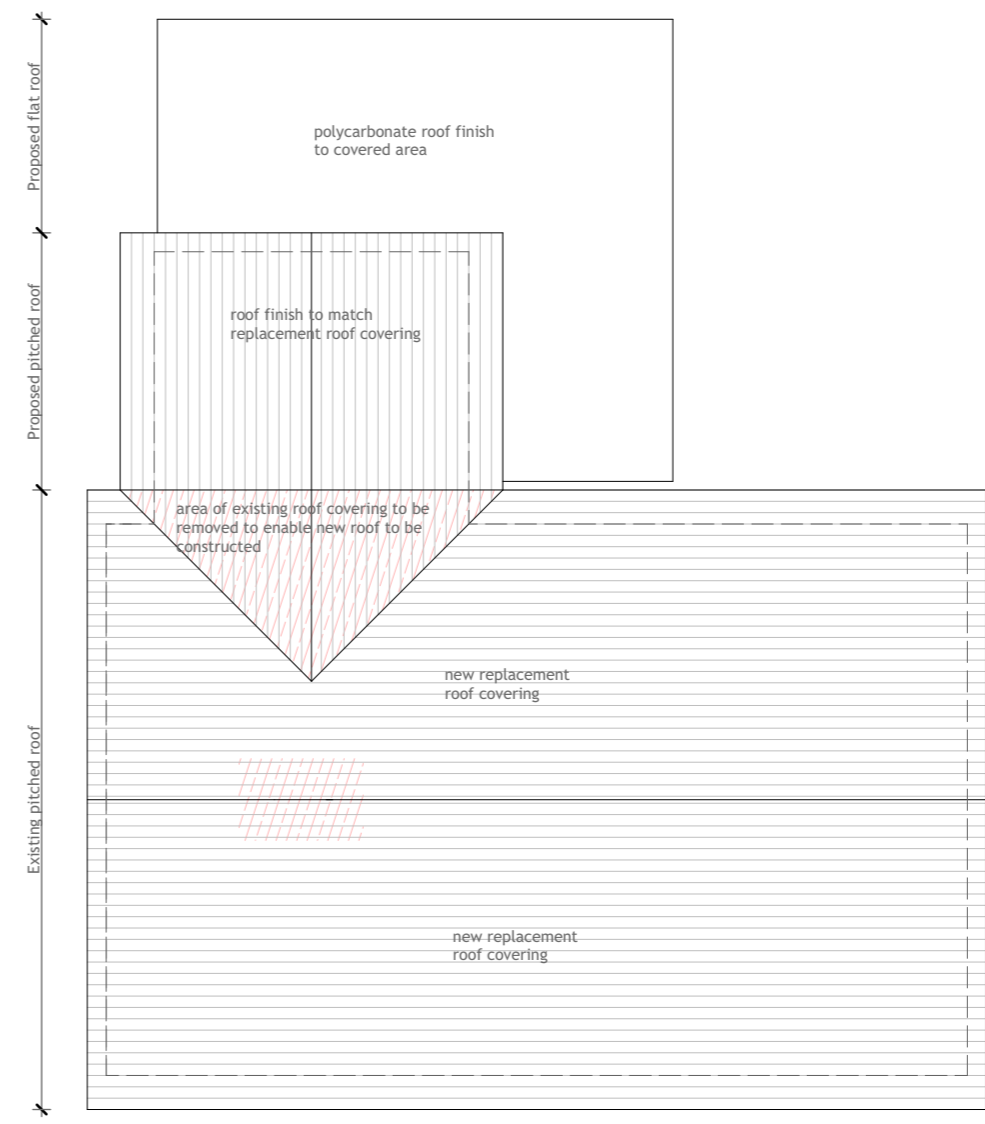 Proposed flat roof
polycarbonate roof finish
to covered area
Proposed pitched roof
roof finish to match
replacement roof covering
area of existing roof covering to be
removed to enable new roof to be
constructed
new replacement
roof covering
Existing pitched roof
new replacement
roof covering